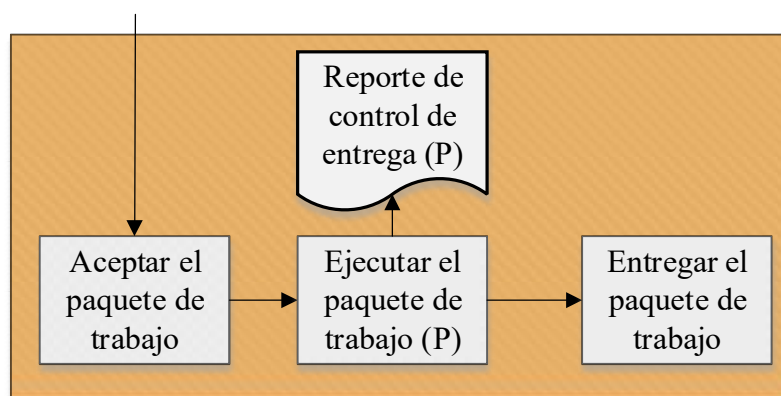 Reporte de
control de
entrega (P)
Aceptar el
paquete de
trabajo
Ejecutar el
paquete de
trabajo (P)
Entregar el
paquete de
trabajo